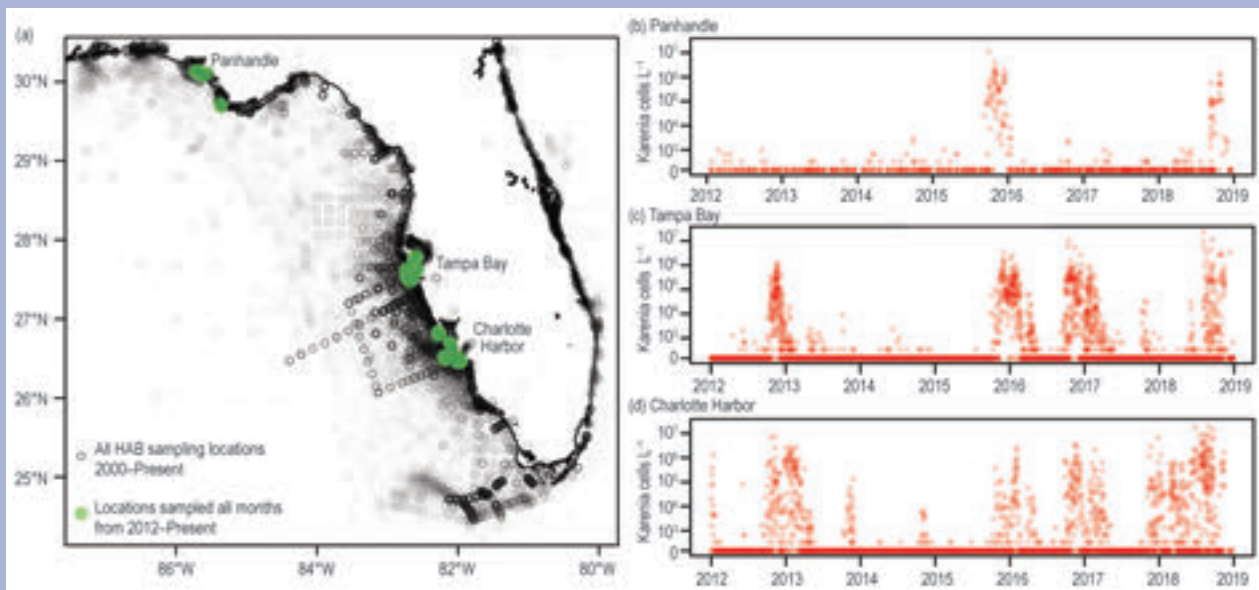 (a)
Panhandle
30°N
29°N
28°N
27°N
26°N
25°N
Tampa Bay
Charlotte
Harbor
All HAB sampling locations
2000–Present
Locations sampled all months
from 2012–Present
86°W
84°W
82°W
80°W
(b) Panhandle
Karenia cells L⁻¹
0
2012
2013
2014
2015
2016
2017
2018
2019
(c) Tampa Bay
Karenia cells L⁻¹
10⁷
0
2012
2013
2014
2015
2016
2017
2018
2019
(d) Charlotte Harbor
Karenia cells L⁻¹
10⁷
0
2012
2013
2014
2015
2016
2017
2018
2019